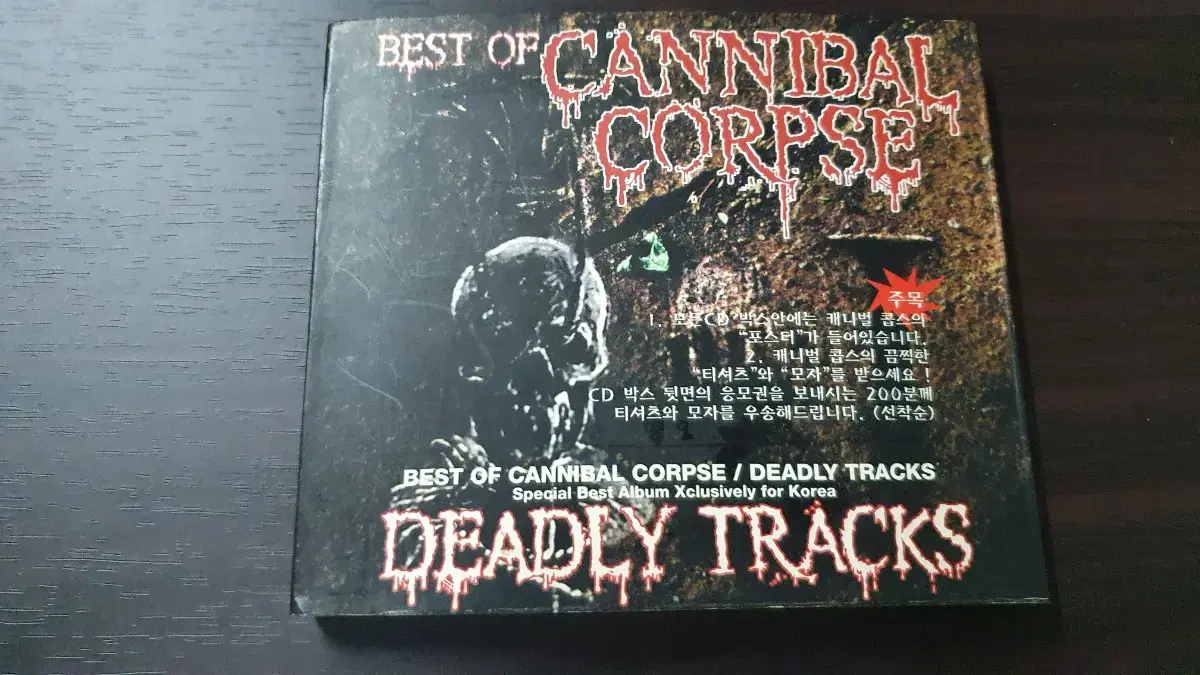 BEST OF CANNIBAL
CORPSE
주목
1. 모든CD 박스안에는 캐니벌 콥스의
"포스터"가 들어있습니다.
2. 캐니벌 콥스의 끔찍한
"티셔츠"와 "모자"를 받으세요 !
CD 박스 뒷면의 응모권을 보내시는 200분께
티셔츠와 모자를 우송해드립니다. (선착순)
BEST OF CANNIBAL CORPSE / DEADLY TRACKS
Special Best Album Xclusively for Korea
DEADLY TRACKS